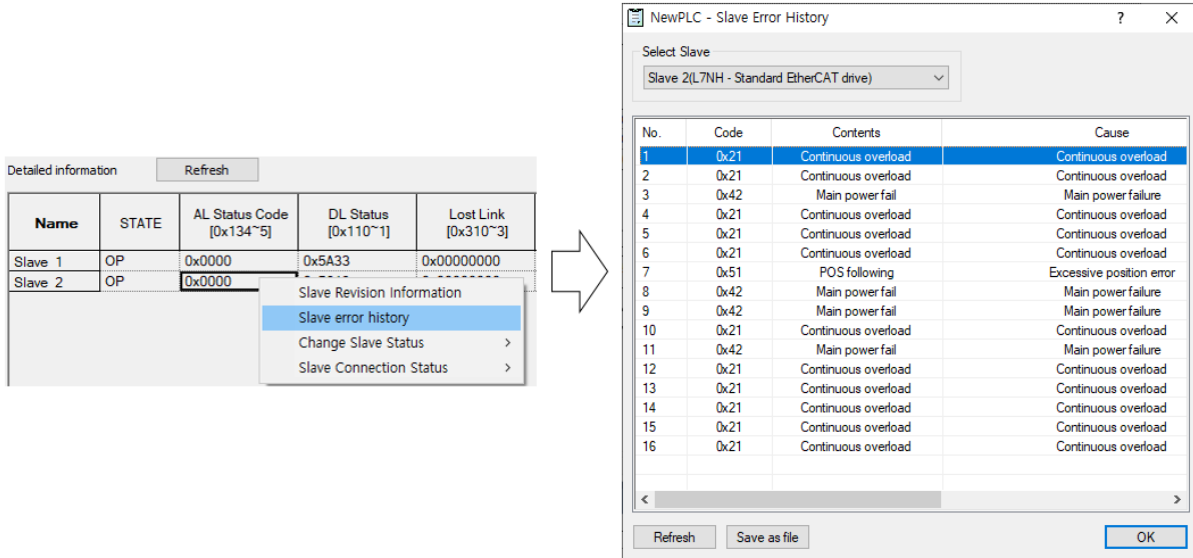 Detailed information Refresh
Name STATE AL Status Code [0x134~5] DL Status [0x110~1] Lost Link [0x310~3]
Slave 1 OP 0x0000 0x5A33 0x00000000
Slave 2 OP 0x0000
Slave Revision Information
Slave error history
Change Slave Status >
Slave Connection Status >
NewPLC - Slave Error History ? X
Select Slave
Slave 2(L7NH - Standard EtherCAT drive)
No. Code Contents Cause
1 0x21 Continuous overload Continuous overload
2 0x21 Continuous overload Continuous overload
3 0x42 Main power fail Main power failure
4 0x21 Continuous overload Continuous overload
5 0x21 Continuous overload Continuous overload
6 0x21 Continuous overload Continuous overload
7 0x51 POS following Excessive position error
8 0x42 Main power fail Main power failure
9 0x42 Main power fail Main power failure
10 0x21 Continuous overload Continuous overload
11 0x42 Main power fail Main power failure
12 0x21 Continuous overload Continuous overload
13 0x21 Continuous overload Continuous overload
14 0x21 Continuous overload Continuous overload
15 0x21 Continuous overload Continuous overload
16 0x21 Continuous overload Continuous overload
Refresh Save as file OK